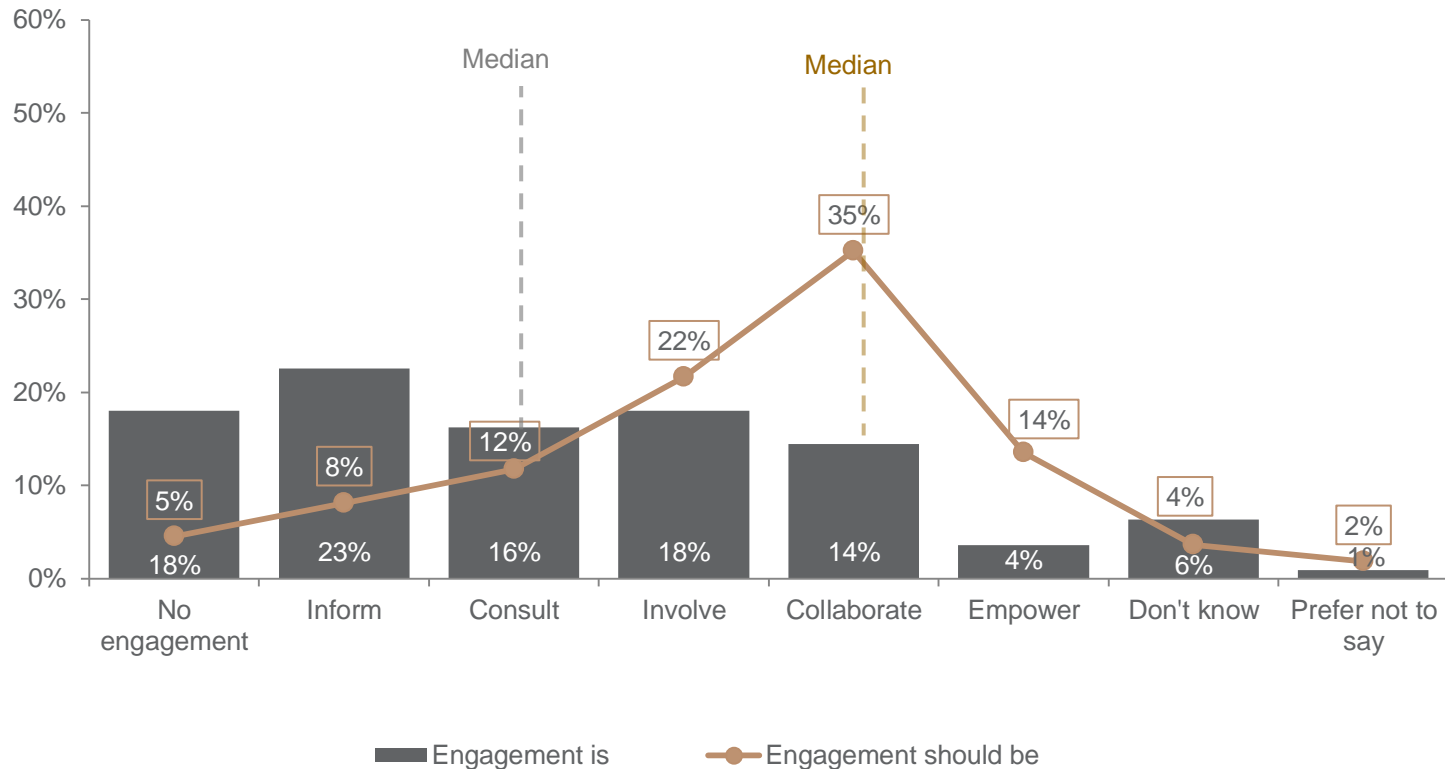 60%
Median
Median
50%
40%
35%
30%
22%
20%
14%
12%
8%
10%
5%
4%
2%
18%
23%
16%
18%
14%
4%
6%
1%
0%
No engagement
Inform
Consult
Involve
Collaborate
Empower
Don't know
Prefer not to say
Engagement is
Engagement should be